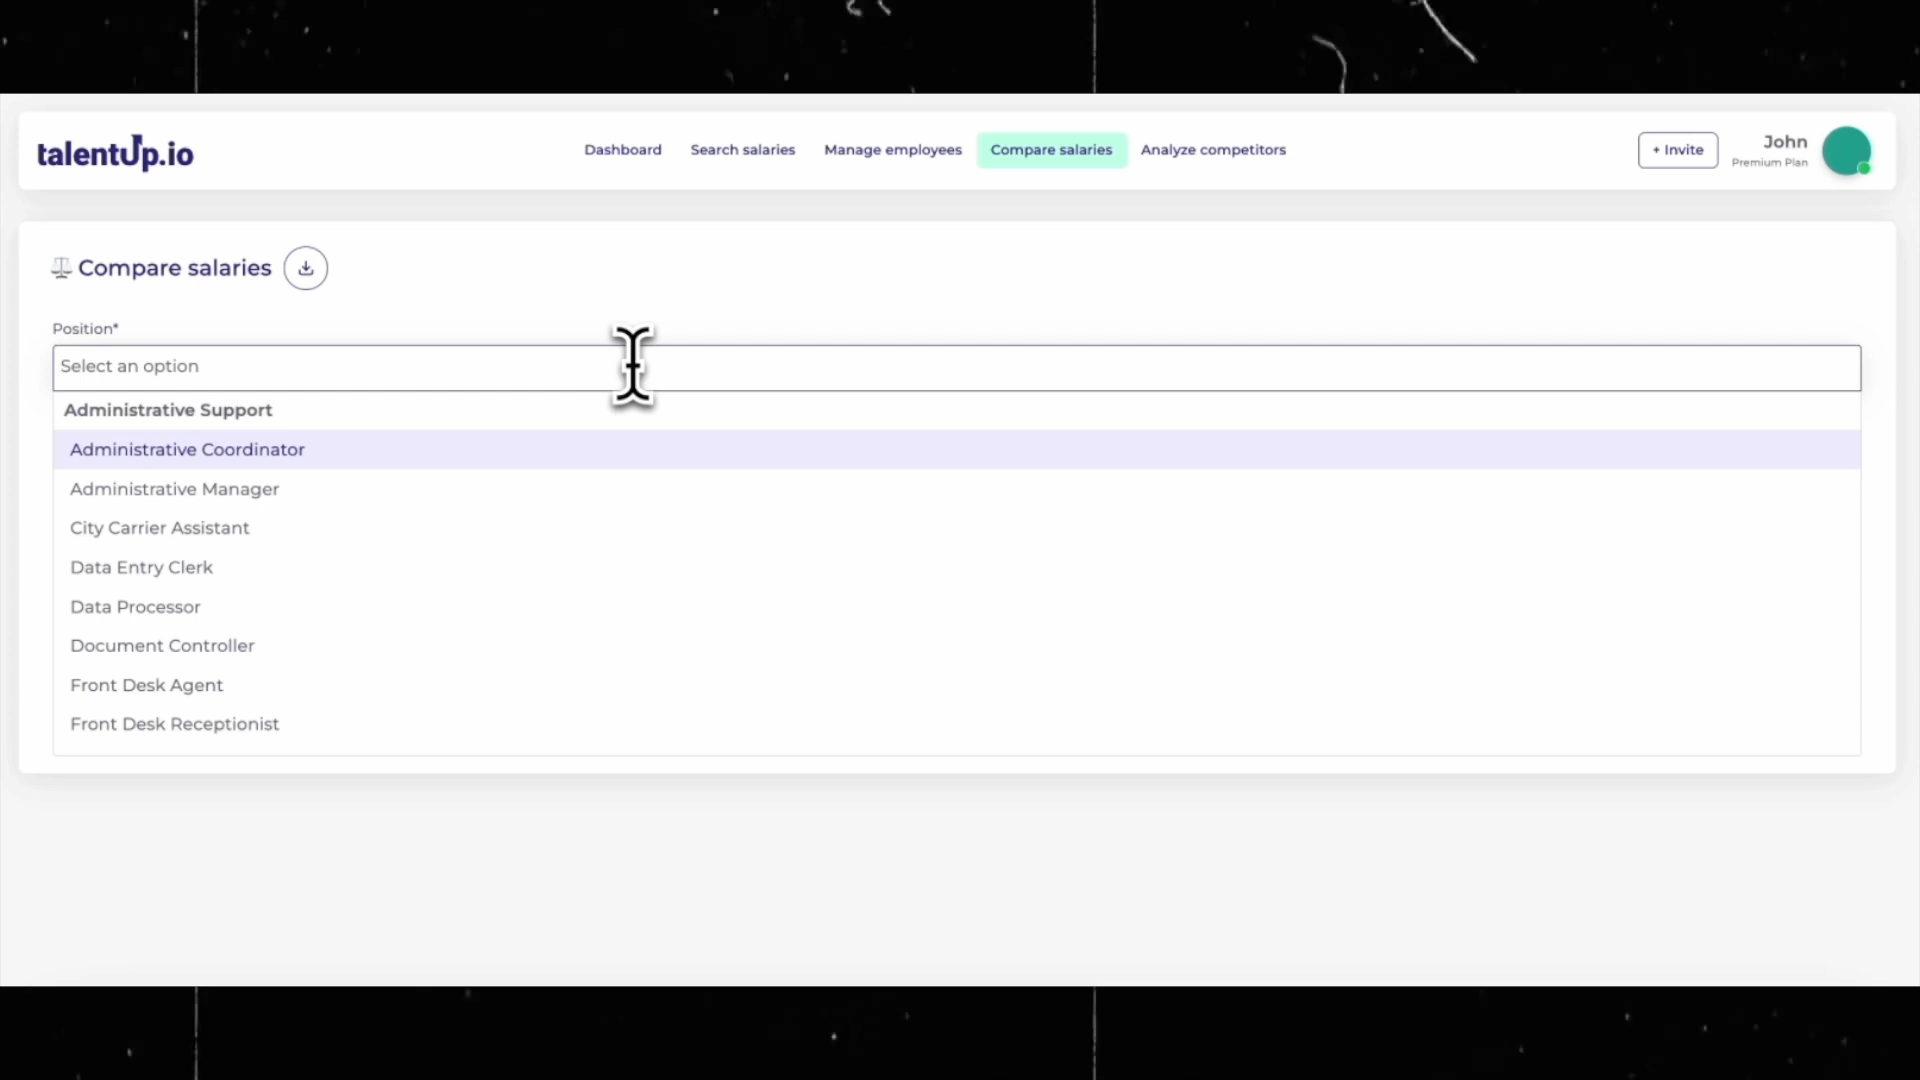 talentUp.io
Dashboard
Search salaries
Manage employees
Compare salaries
Analyze competitors
+ Invite
John
Premium Plan
Compare salaries
Position*
Select an option
Administrative Support
Administrative Coordinator
Administrative Manager
City Carrier Assistant
Data Entry Clerk
Data Processor
Document Controller
Front Desk Agent
Front Desk Receptionist